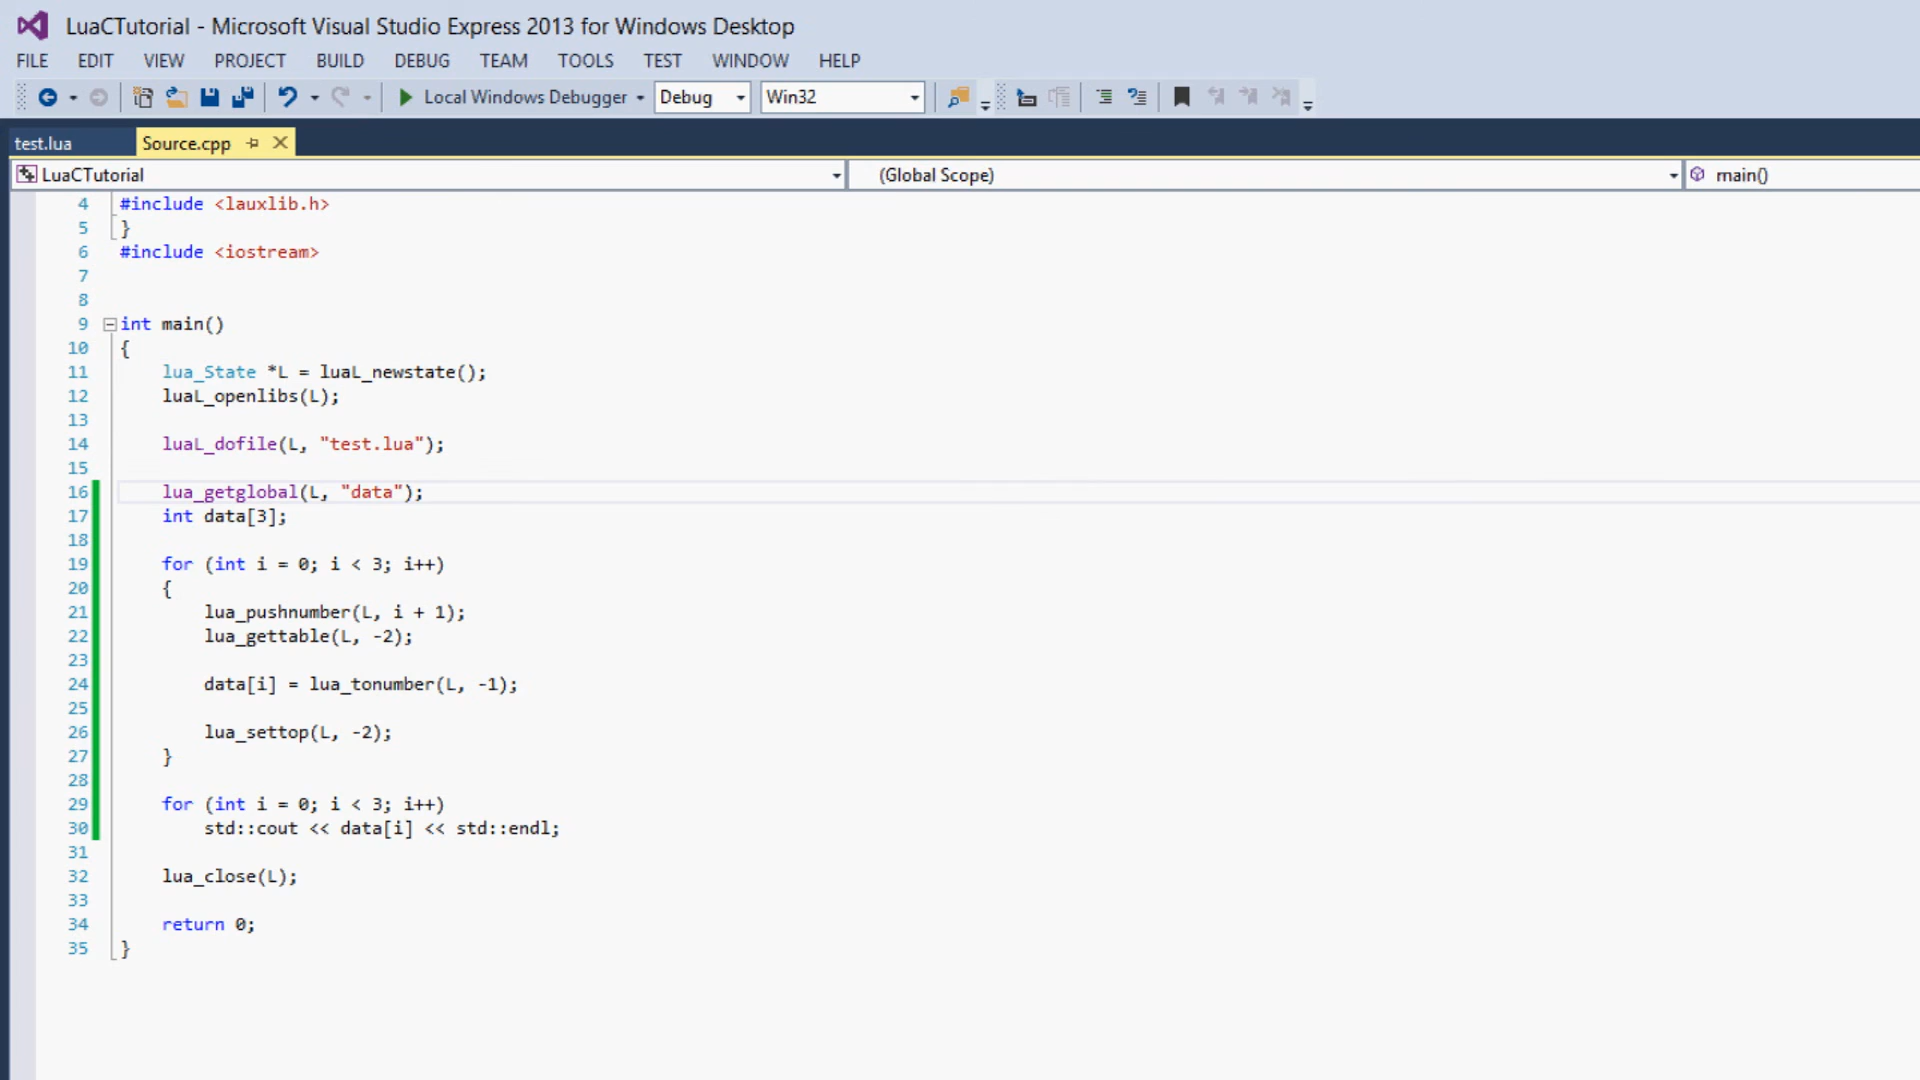 LuaCTutorial - Microsoft Visual Studio Express 2013 for Windows Desktop
FILE EDIT VIEW PROJECT BUILD DEBUG TEAM TOOLS TEST WINDOW HELP
Local Windows Debugger Debug Win32
test.lua Source.cpp
LuaCTutorial (Global Scope) main()
4 #include <lauxlib.h>
5 }
6 #include <iostream>
7
8
9 int main()
10 {
11 lua_State *L = luaL_newstate();
12 luaL_openlibs(L);
13
14 luaL_dofile(L, "test.lua");
15
16 lua_getglobal(L, "data");
17 int data[3];
18
19 for (int i = 0; i < 3; i++)
20 {
21 lua_pushnumber(L, i + 1);
22 lua_gettable(L, -2);
23
24 data[i] = lua_tonumber(L, -1);
25
26 lua_settop(L, -2);
27 }
28
29 for (int i = 0; i < 3; i++)
30 std::cout << data[i] << std::endl;
31
32 lua_close(L);
33
34 return 0;
35 }